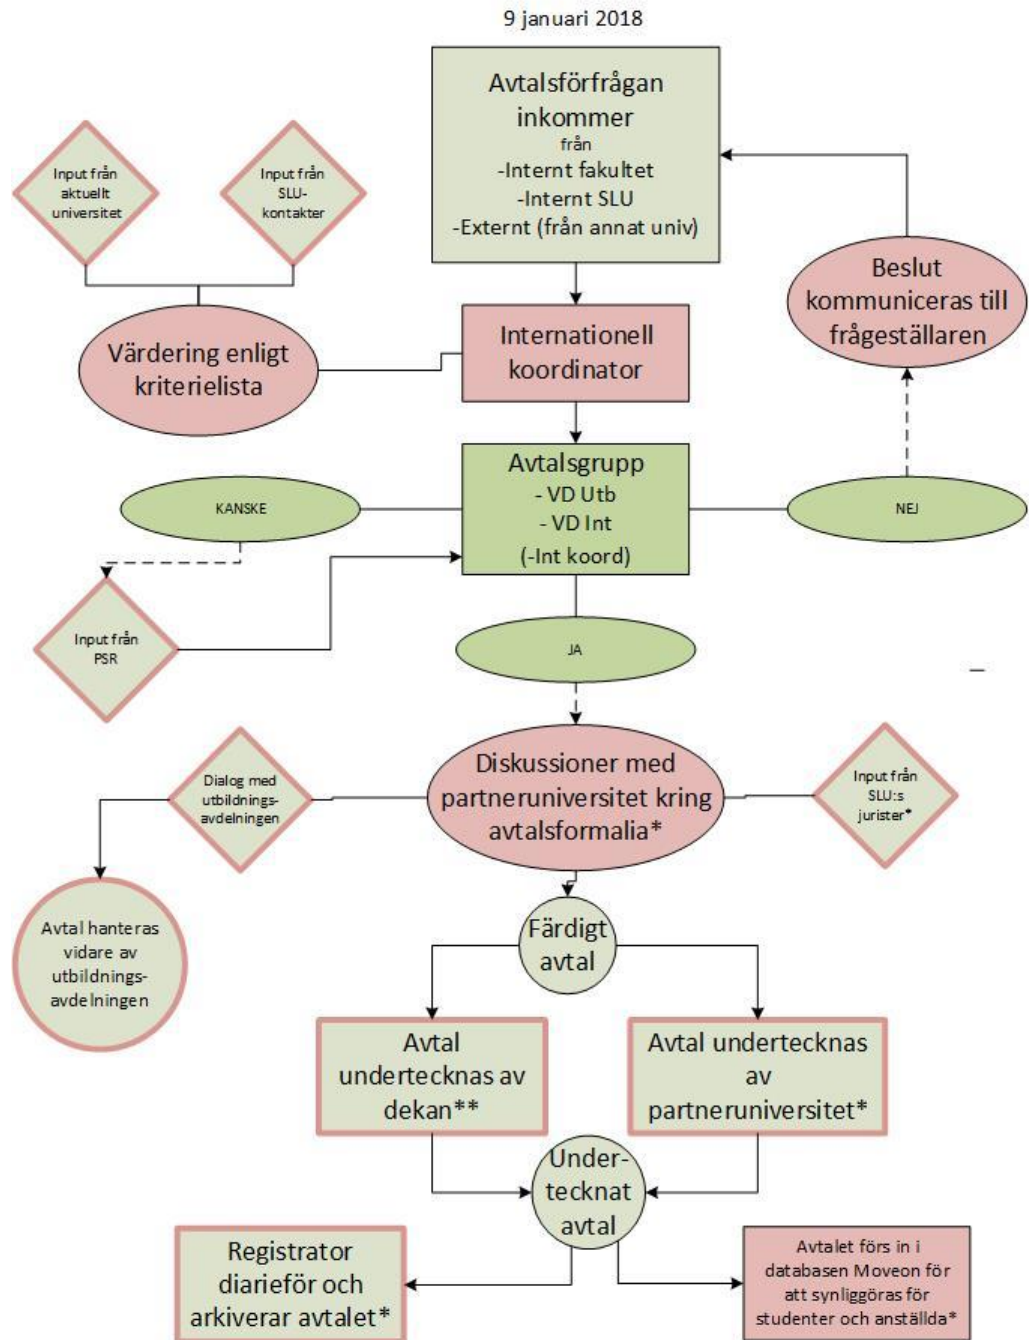 9 januari 2018
Avtalsförfrågan
inkommer
från
-Internt fakultet
-Internt SLU
-Externt (från annat univ)
Input från
aktuellt
universitet
Input från
SLU-
kontakter
Beslut
kommuniceras till
frågeställaren
Värdering enligt
kriterielista
Internationell
koordinator
Avtalsgrupp
- VD Utb
- VD Int
(-Int koord)
KANSKE
NEJ
Input från
PSR
JA
Diskussioner med
partneruniversitet kring
avtalsformalia*
Dialog med
utbildnings-
avdelningen
Input från
SLU:s
jurister*
Avtal hanteras
vidare av
utbildnings-
avdelningen
Färdigt
avtal
Avtal
undertecknas av
dekan**
Avtal undertecknas
av
partneruniversitet*
Under-
tecknat
avtal
Registrator
diarieför och
arkiverar avtalet*
Avtalet förs in i
databasen Moveon för
att synliggöras för
studenter och anställda*